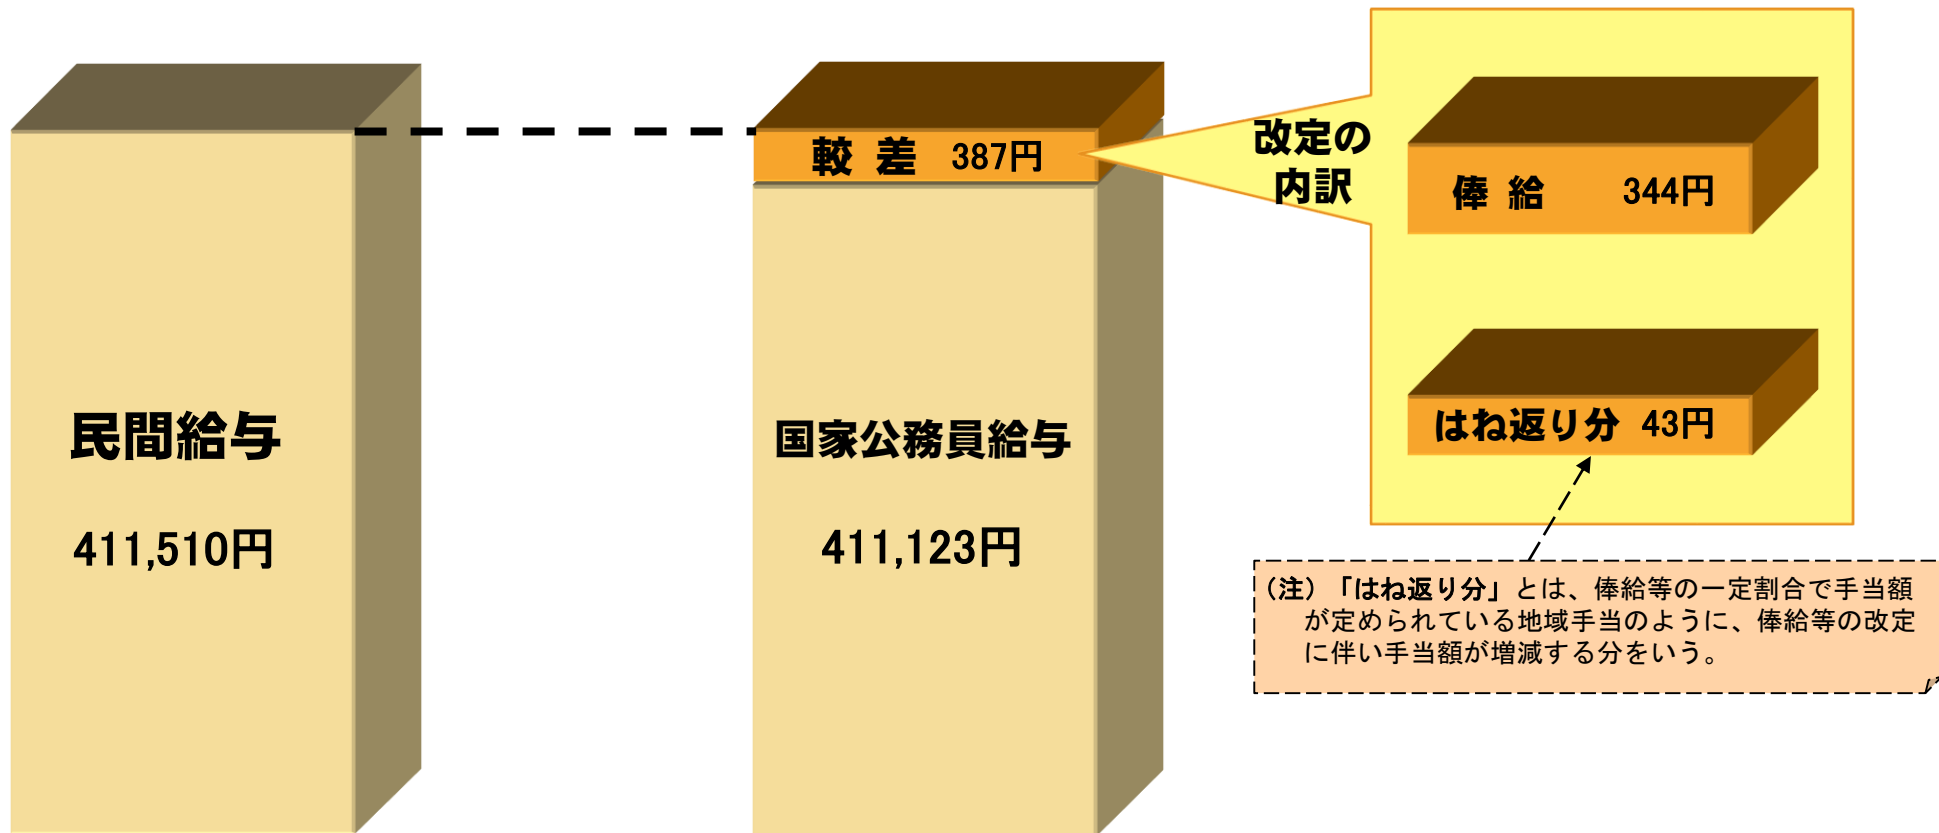 民間給与
411,510円
較 差 387円
国家公務員給与
411,123円
改定の
内訳
俸 給 344円
はね返り分 43円
(注)「はね返り分」とは、俸給等の一定割合で手当額
が定められている地域手当のように、俸給等の改定
に伴い手当額が増減する分をいう。